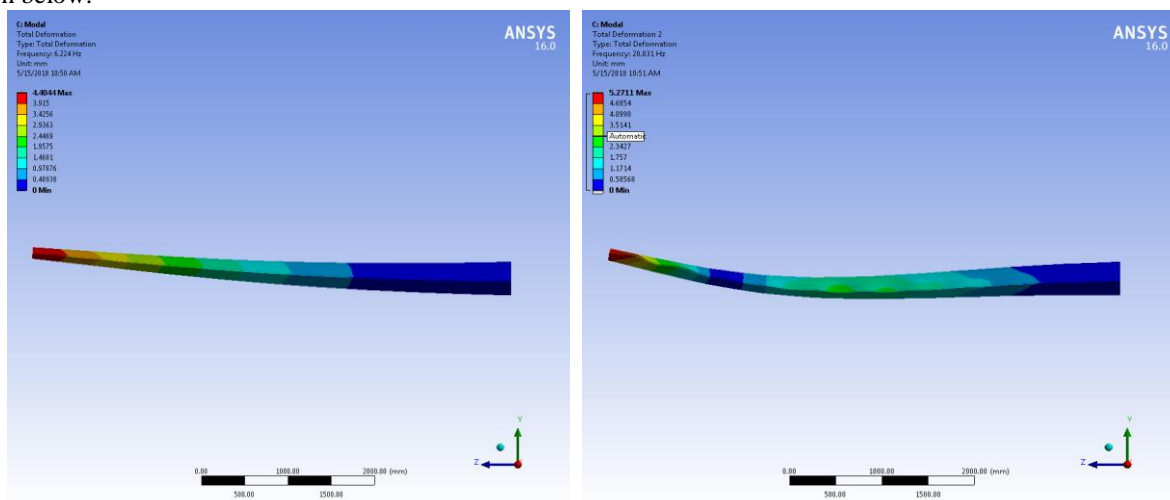 n below:
C: Modal
Total Deformation
Type: Total Deformation
Frequency: 6.224 Hz
Unit: mm
5/15/2018 10:50 AM
ANSYS
16.0
4.4044 Max
3.915
3.4256
2.9363
2.4469
1.9575
1.4681
0.97876
0.48938
0 Min
Y
Z
0.00 1000.00 2000.00 (mm)
500.00 1500.00
C: Modal
Total Deformation 2
Type: Total Deformation
Frequency: 20.031 Hz
Unit: mm
5/15/2018 10:51 AM
ANSYS
16.0
5.2711 Max
4.6854
4.0998
3.5141
Automatic
2.3427
1.757
1.1714
0.58568
0 Min
Y
Z
0.00 1000.00 2000.00 (mm)
500.00 1500.00